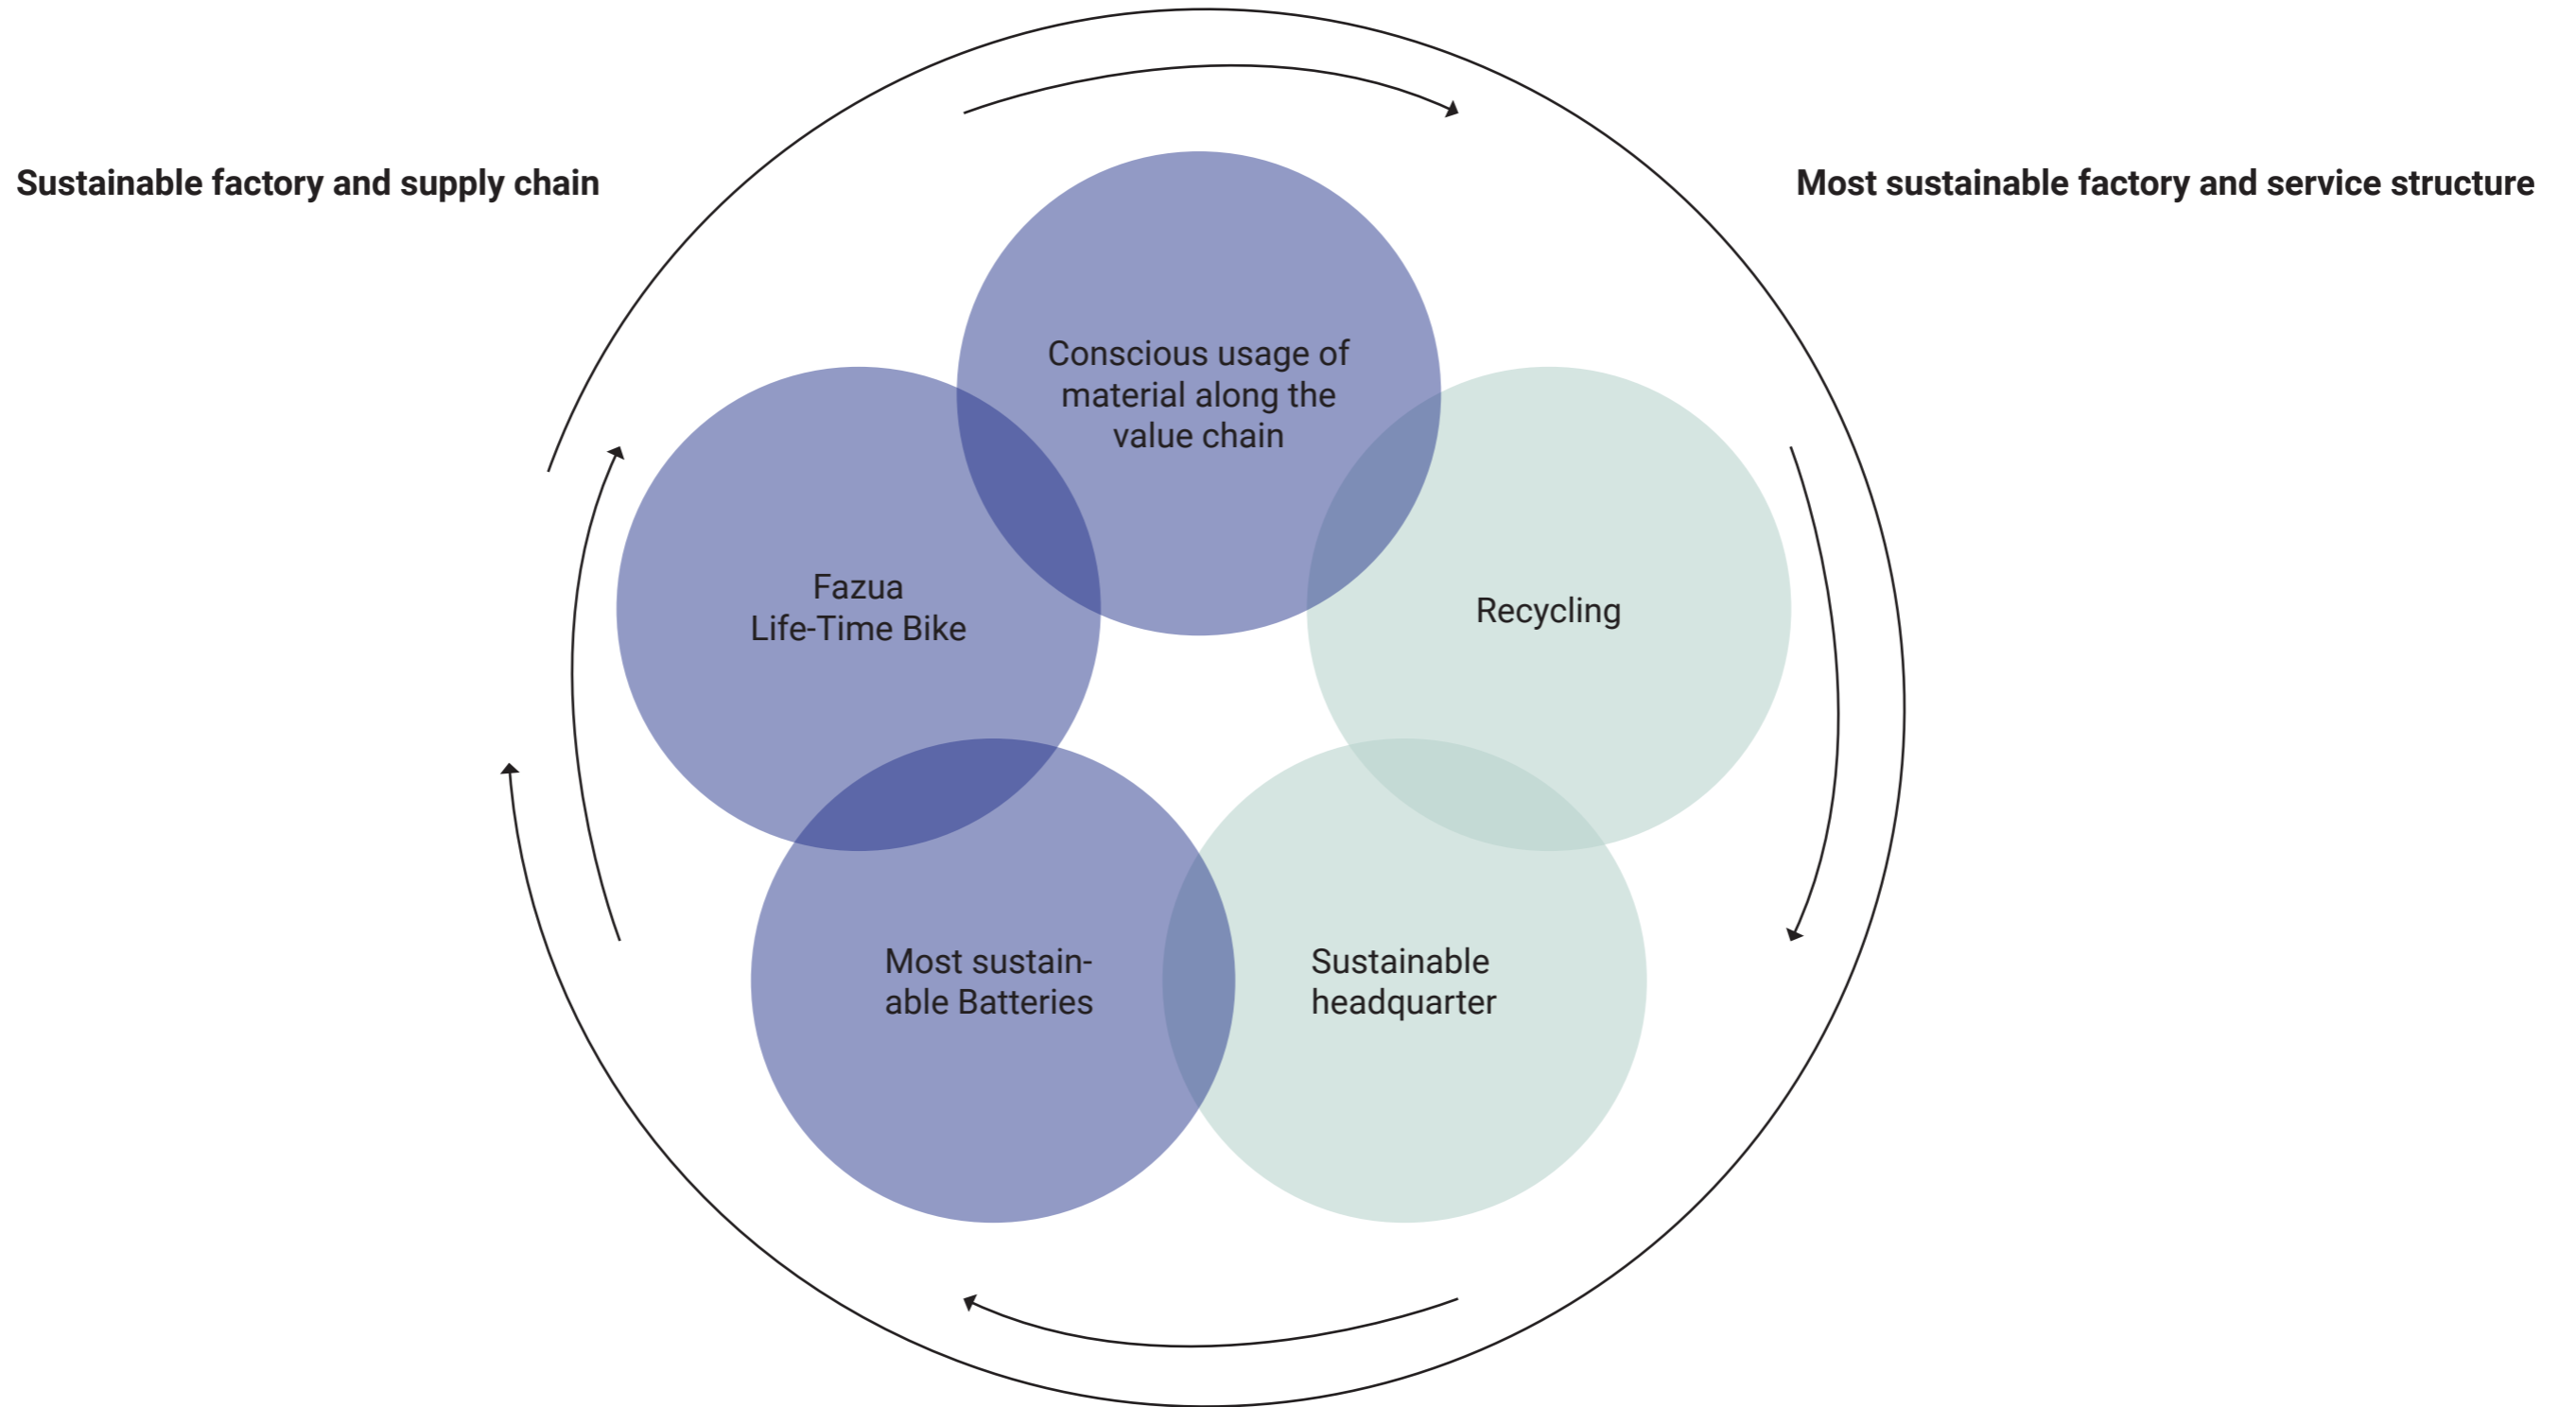 Sustainable factory and supply chain
Most sustainable factory and service structure
Conscious usage of
material along the
value chain
Fazua
Life-Time Bike
Recycling
Most sustain-
able Batteries
Sustainable
headquarter